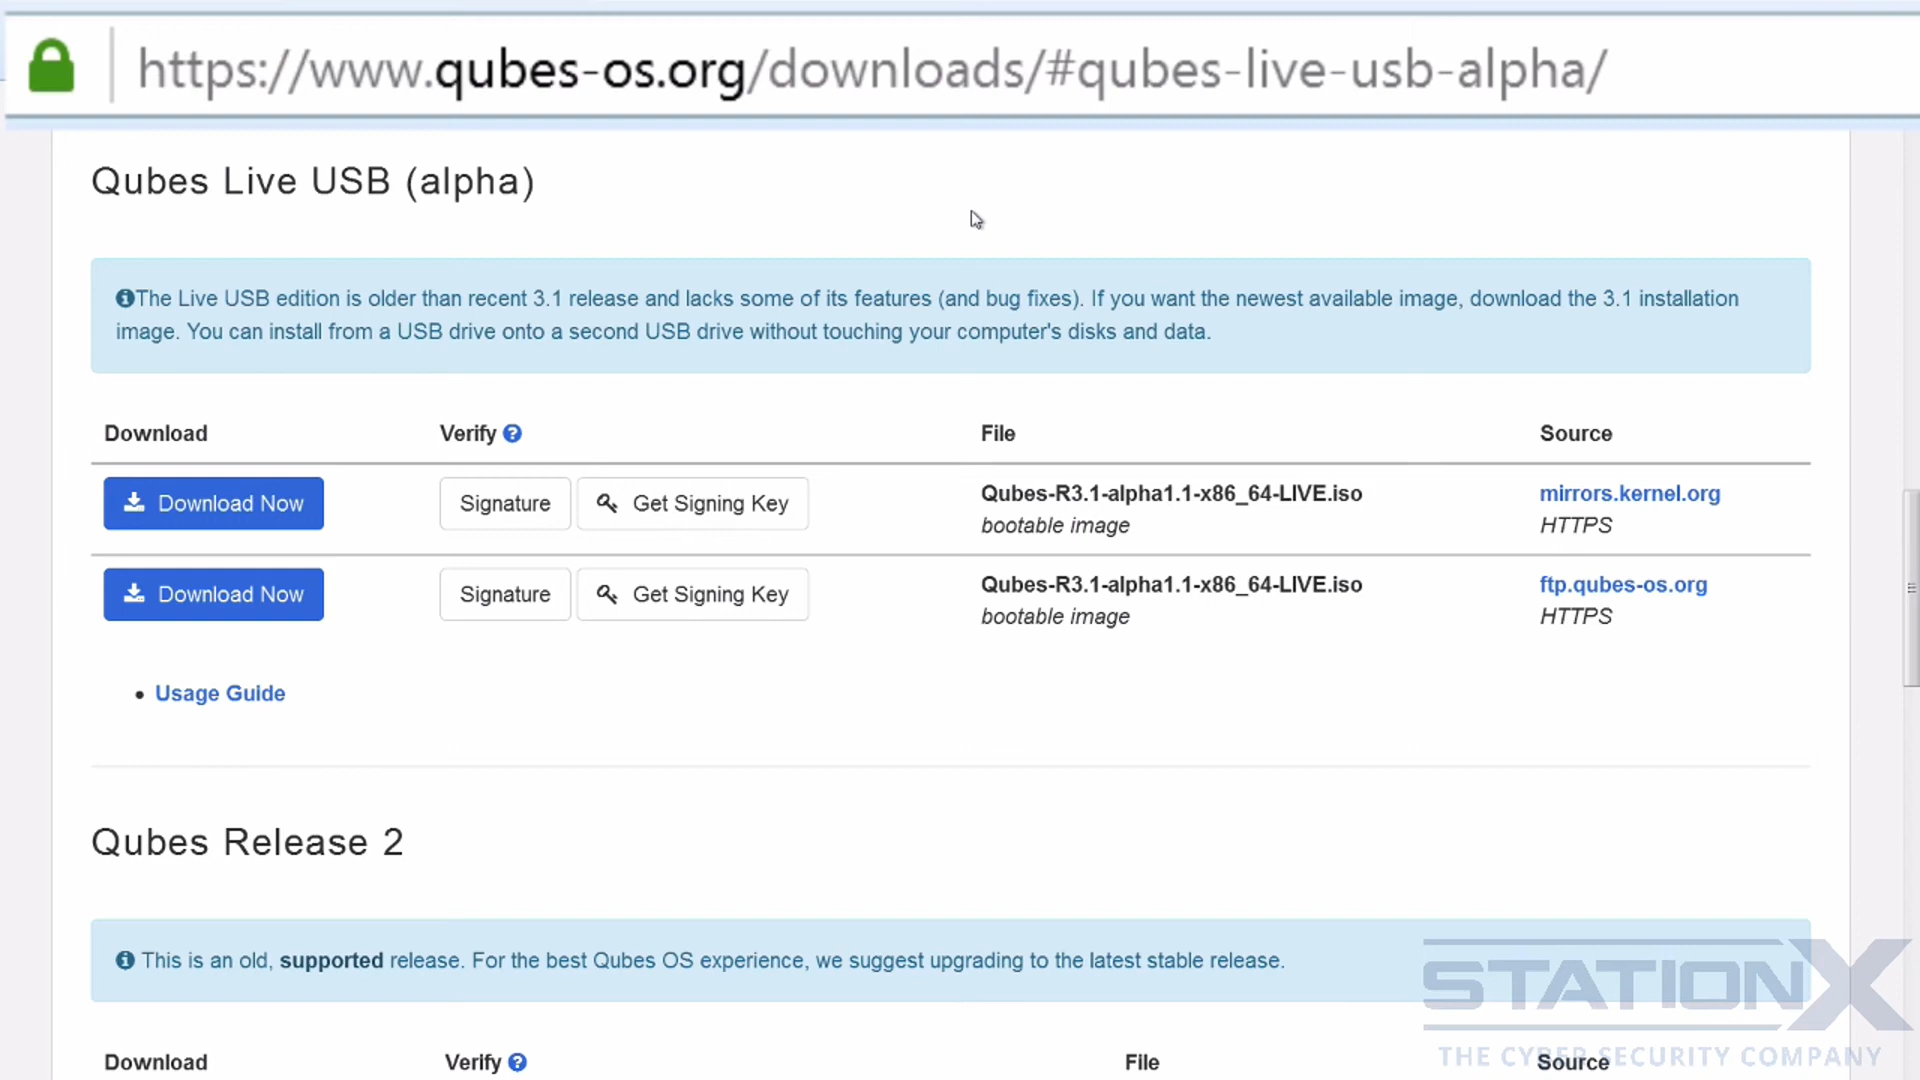 https://www.qubes-os.org/downloads/#qubes-live-usb-alpha/
Qubes Live USB (alpha)
The Live USB edition is older than recent 3.1 release and lacks some of its features (and bug fixes). If you want the newest available image, download the 3.1 installation
image. You can install from a USB drive onto a second USB drive without touching your computer's disks and data.
Download Verify File Source
Download Now Signature Get Signing Key Qubes-R3.1-alpha1.1-x86_64-LIVE.iso mirrors.kernel.org
bootable image HTTPS
Download Now Signature Get Signing Key Qubes-R3.1-alpha1.1-x86_64-LIVE.iso ftp.qubes-os.org
bootable image HTTPS
• Usage Guide
Qubes Release 2
This is an old, supported release. For the best Qubes OS experience, we suggest upgrading to the latest stable release.
STATIONX
THE CYBER SECURITY COMPANY
Download Verify File Source